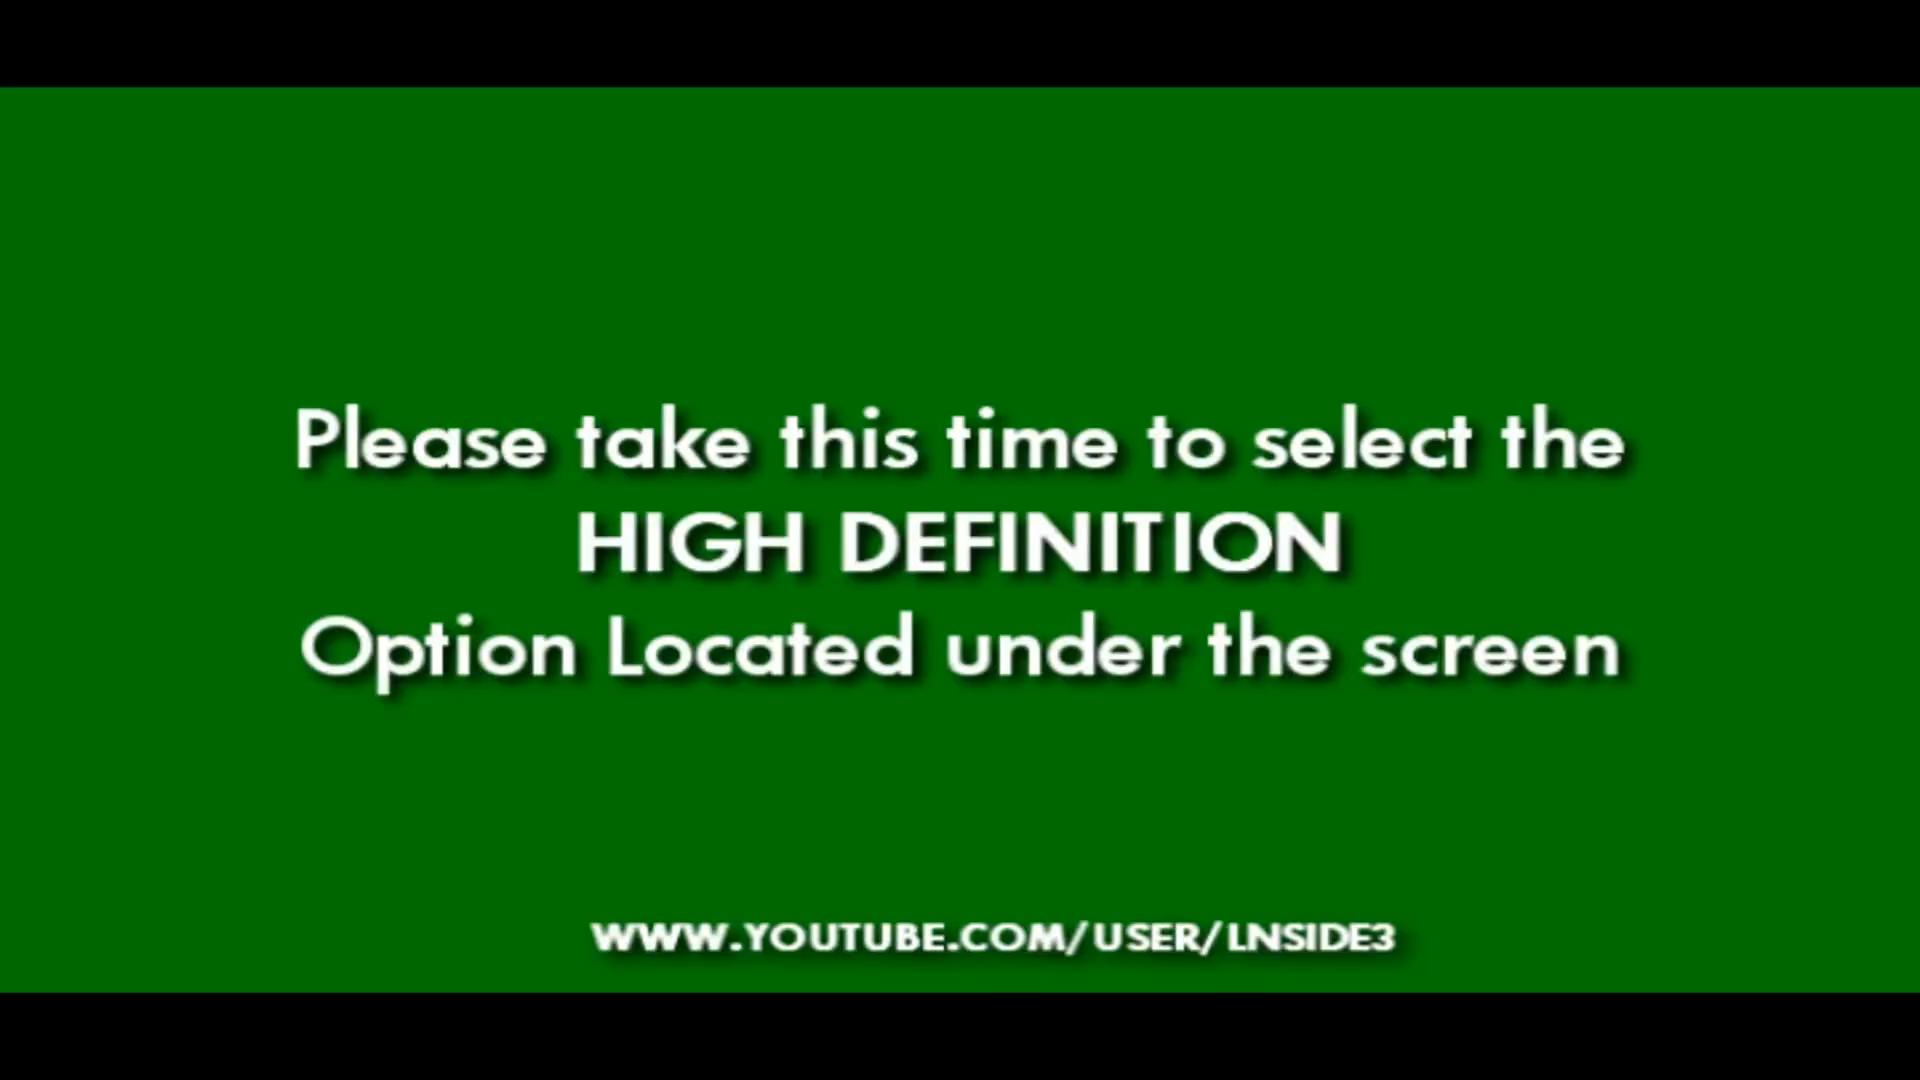 Please take this time to select the
HIGH DEFINITION
Option Located under the screen
WWW.YOUTUBE.COM/USER/LNSIDE3